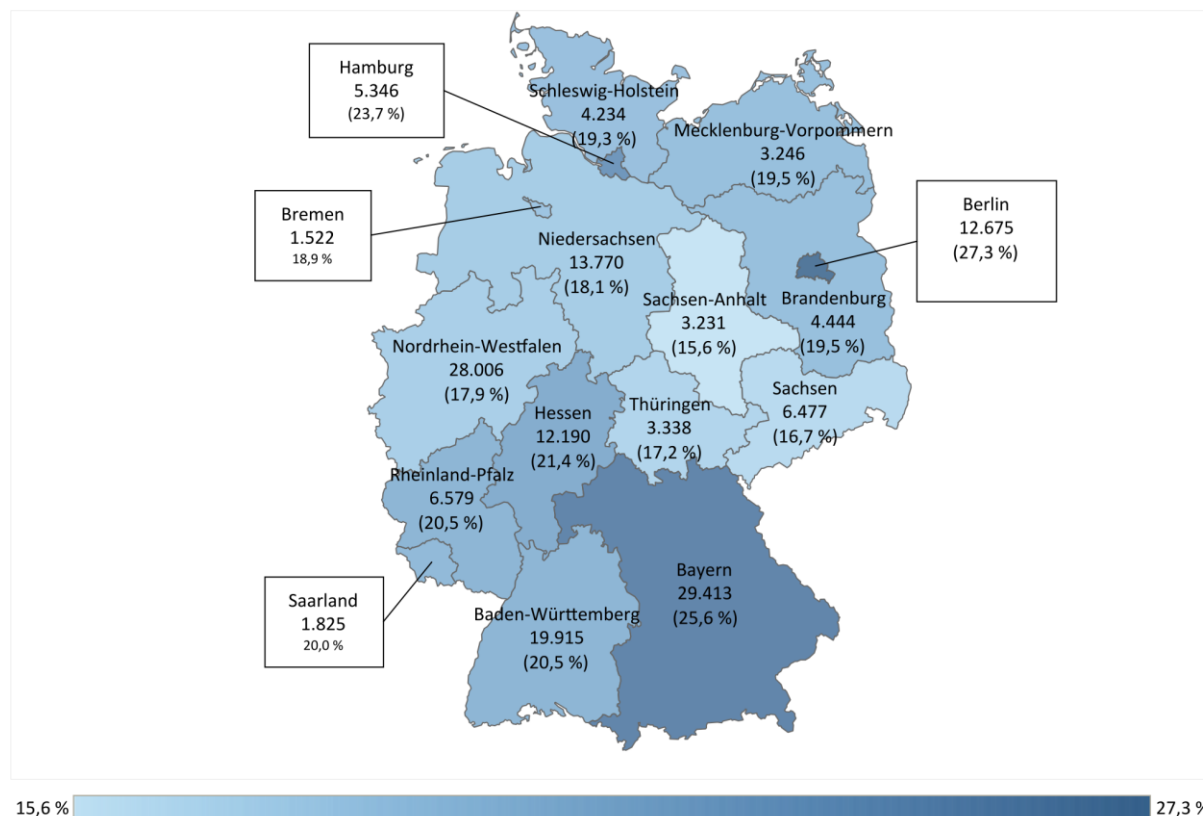 Hamburg
5.346
(23,7 %)
Schleswig-Holstein
4.234
(19,3 %)
Mecklenburg-Vorpommern
3.246
(19,5 %)
Bremen
1.522
18,9 %
Berlin
12.675
(27,3 %)
Niedersachsen
13.770
(18,1 %)
Sachsen-Anhalt
3.231
(15,6 %)
Brandenburg
4.444
(19,5 %)
Nordrhein-Westfalen
28.006
(17,9 %)
Hessen
12.190
(21,4 %)
Thüringen
3.338
(17,2 %)
Sachsen
6.477
(16,7 %)
Rheinland-Pfalz
6.579
(20,5 %)
Saarland
1.825
20,0 %
Baden-Württemberg
19.915
(20,5 %)
Bayern
29.413
(25,6 %)
15,6 %
27,3 %